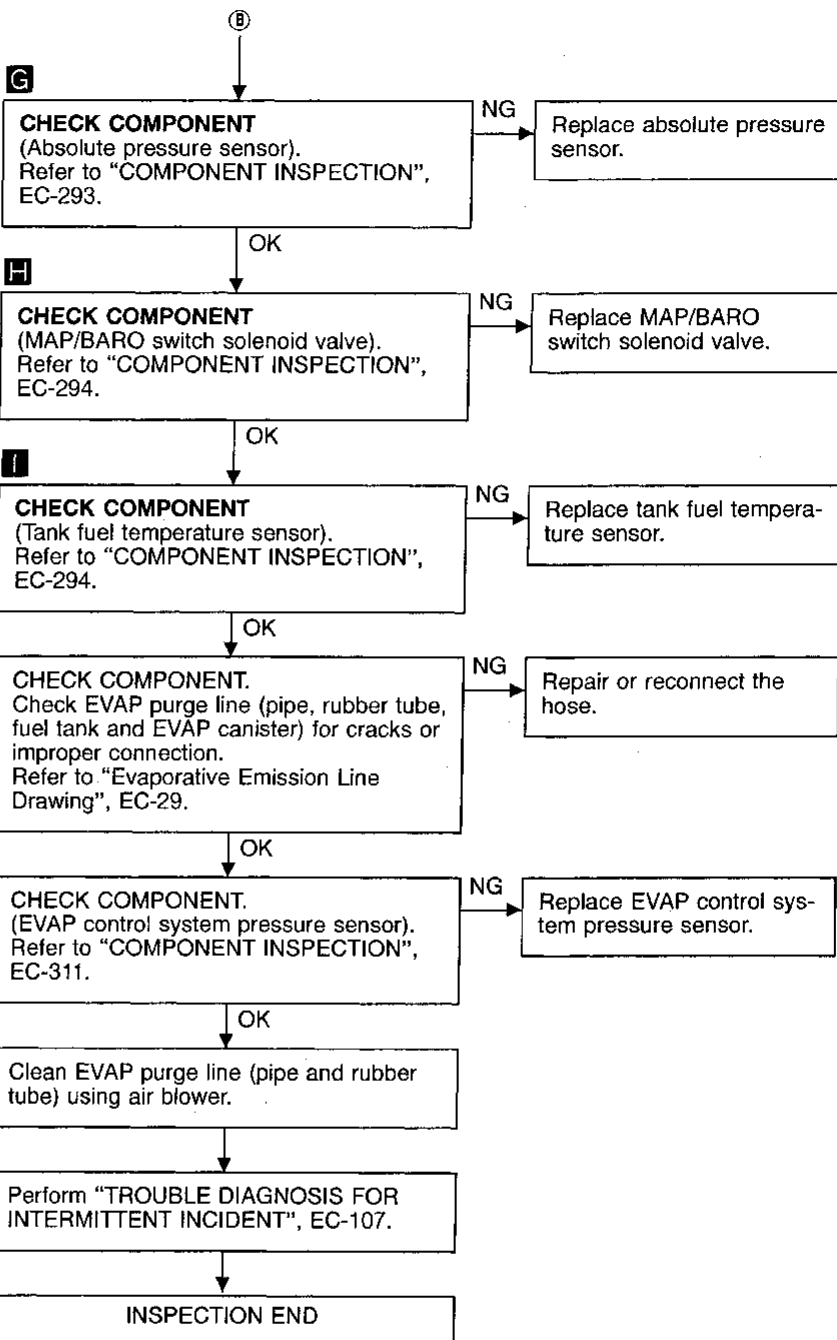 B
G
CHECK COMPONENT
(Absolute pressure sensor).
Refer to "COMPONENT INSPECTION",
EC-293.
NG
Replace absolute pressure
sensor.
OK
H
CHECK COMPONENT
(MAP/BARO switch solenoid valve).
Refer to "COMPONENT INSPECTION",
EC-294.
NG
Replace MAP/BARO
switch solenoid valve.
OK
I
CHECK COMPONENT
(Tank fuel temperature sensor).
Refer to "COMPONENT INSPECTION",
EC-294.
NG
Replace tank fuel tempera-
ture sensor.
OK
CHECK COMPONENT.
Check EVAP purge line (pipe, rubber tube,
fuel tank and EVAP canister) for cracks or
improper connection.
Refer to "Evaporative Emission Line
Drawing", EC-29.
NG
Repair or reconnect the
hose.
OK
CHECK COMPONENT.
(EVAP control system pressure sensor).
Refer to "COMPONENT INSPECTION",
EC-311.
NG
Replace EVAP control sys-
tem pressure sensor.
OK
Clean EVAP purge line (pipe and rubber
tube) using air blower.
Perform "TROUBLE DIAGNOSIS FOR
INTERMITTENT INCIDENT", EC-107.
INSPECTION END